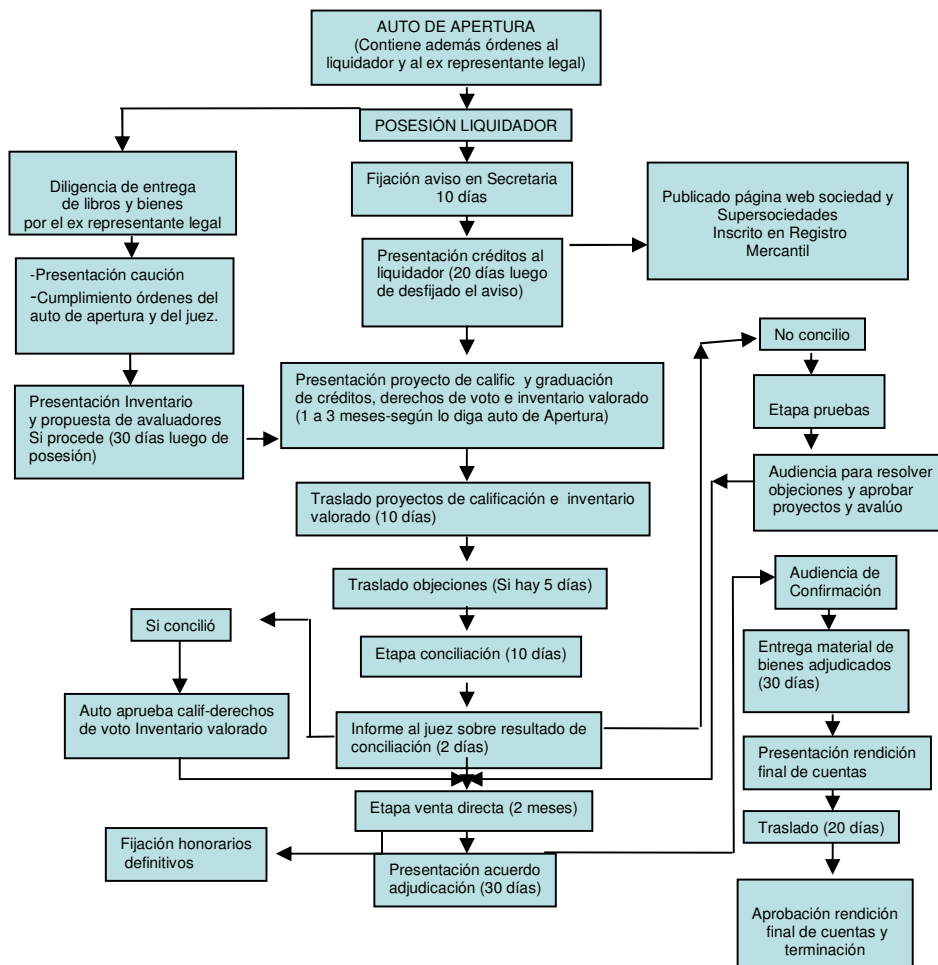 AUTO DE APERTURA
(Contiene además órdenes al
liquidador y al ex representante legal)
POSESIÓN LIQUIDADOR
Diligencia de entrega
de libros y bienes
por el ex representante legal
Fijación aviso en Secretaria
10 días
Publicado página web sociedad y
Supersociedades
Inscrito en Registro
Mercantil
Presentación créditos al
liquidador (20 días luego
de desfijado el aviso)
-Presentación caución
-Cumplimiento órdenes del
auto de apertura y del juez.
No concilio
Presentación Inventario
y propuesta de avaluadores
Si procede (30 días luego de
posesión)
Presentación proyecto de calific y graduación
de créditos, derechos de voto e inventario valorado
(1 a 3 meses-según lo diga auto de Apertura)
Etapa pruebas
Audiencia para resolver
objeciones y aprobar
proyectos y avalúo
Traslado proyectos de calificación e inventario
valorado (10 días)
Traslado objeciones (Si hay 5 días)
Audiencia de
Confirmación
Si concilió
Etapa conciliación (10 días)
Entrega material de
bienes adjudicados
(30 días)
Auto aprueba calif-derechos
de voto Inventario valorado
Informe al juez sobre resultado de
conciliación (2 días)
Presentación rendición
final de cuentas
Etapa venta directa (2 meses)
Traslado (20 días)
Fijación honorarios
definitivos
Presentación acuerdo
adjudicación (30 días)
Aprobación rendición
final de cuentas y
terminación